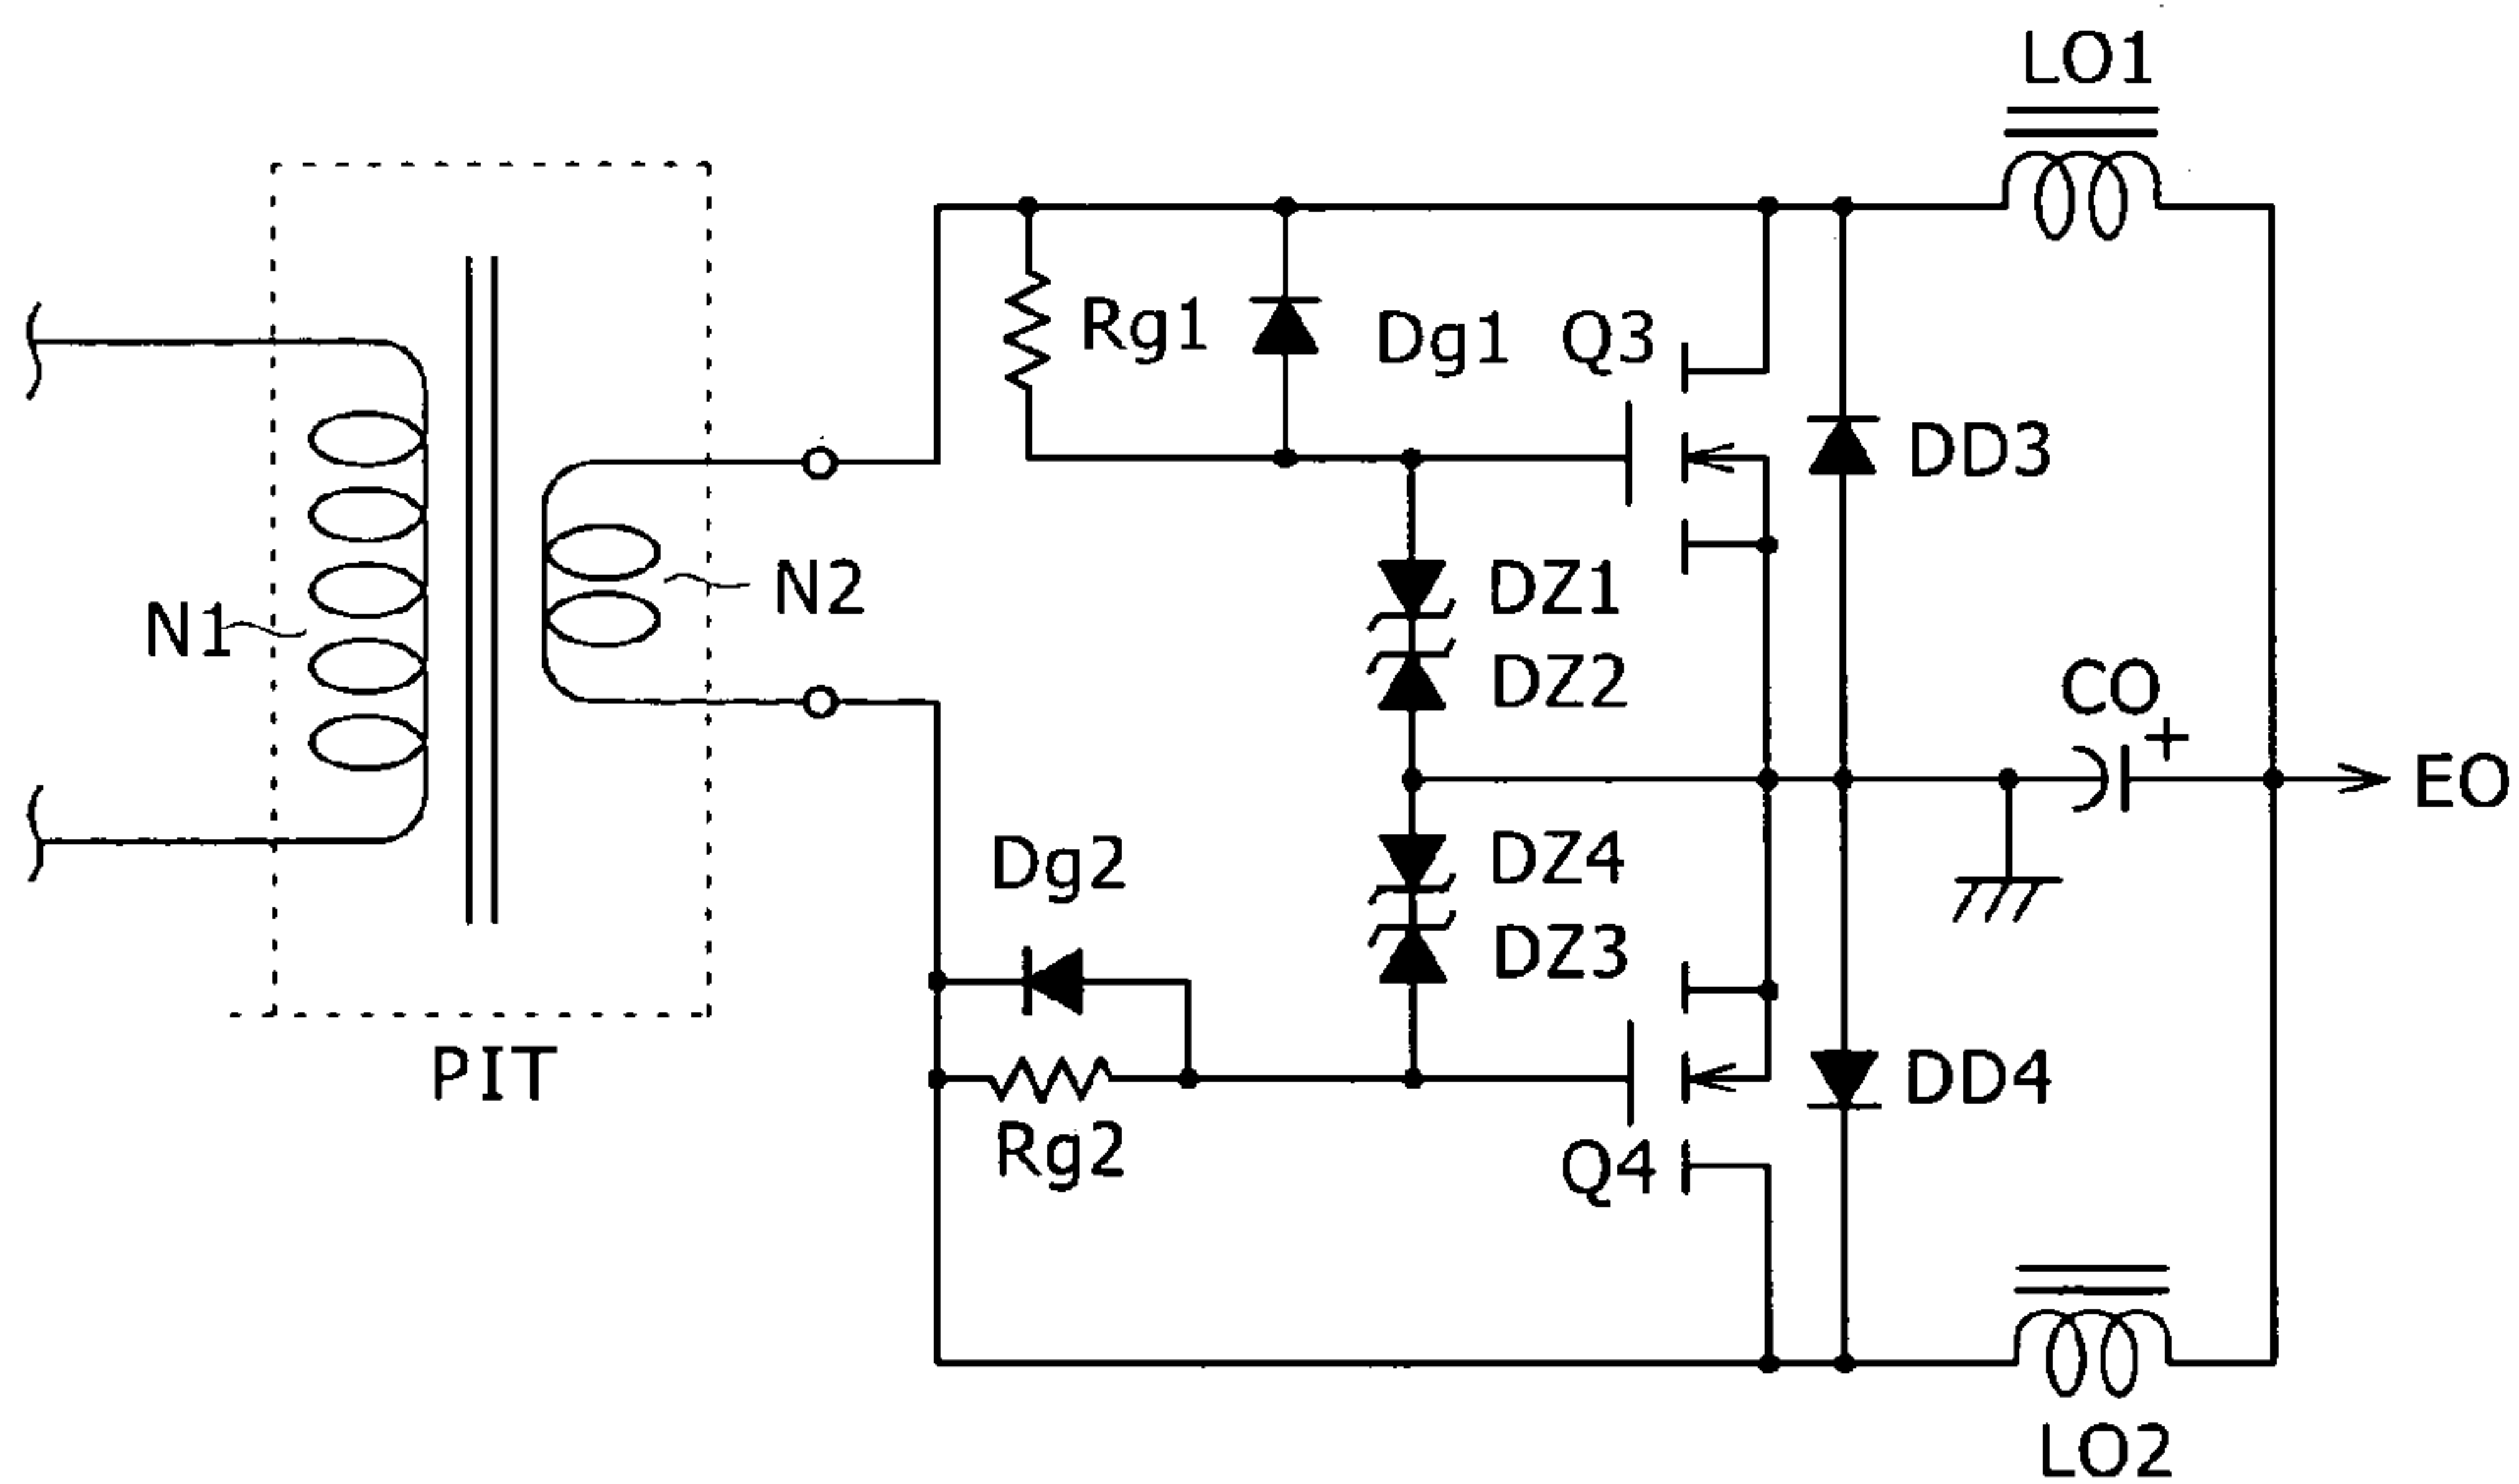 LO1
Rg1
Dg1
Q3
DD3
N1
N2
DZ1
DZ2
CO
+
EO
Dg2
DZ4
DZ3
PIT
Rg2
Q4
DD4
LO2